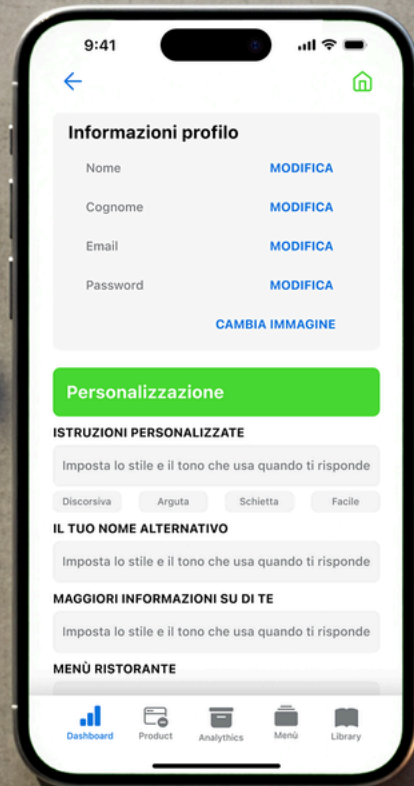 9:41
Informazioni profilo
Nome MODIFICA
Cognome MODIFICA
Email MODIFICA
Password MODIFICA
CAMBIA IMMAGINE
Personalizzazione
ISTRUZIONI PERSONALIZZATE
Imposta lo stile e il tono che usa quando ti risponde
Discorsiva Arguta Schietta Facile
IL TUO NOME ALTERNATIVO
Imposta lo stile e il tono che usa quando ti risponde
MAGGIORI INFORMAZIONI SU DI TE
Imposta lo stile e il tono che usa quando ti risponde
MENÙ RISTORANTE
Dashboard Product Analythics Menù Library